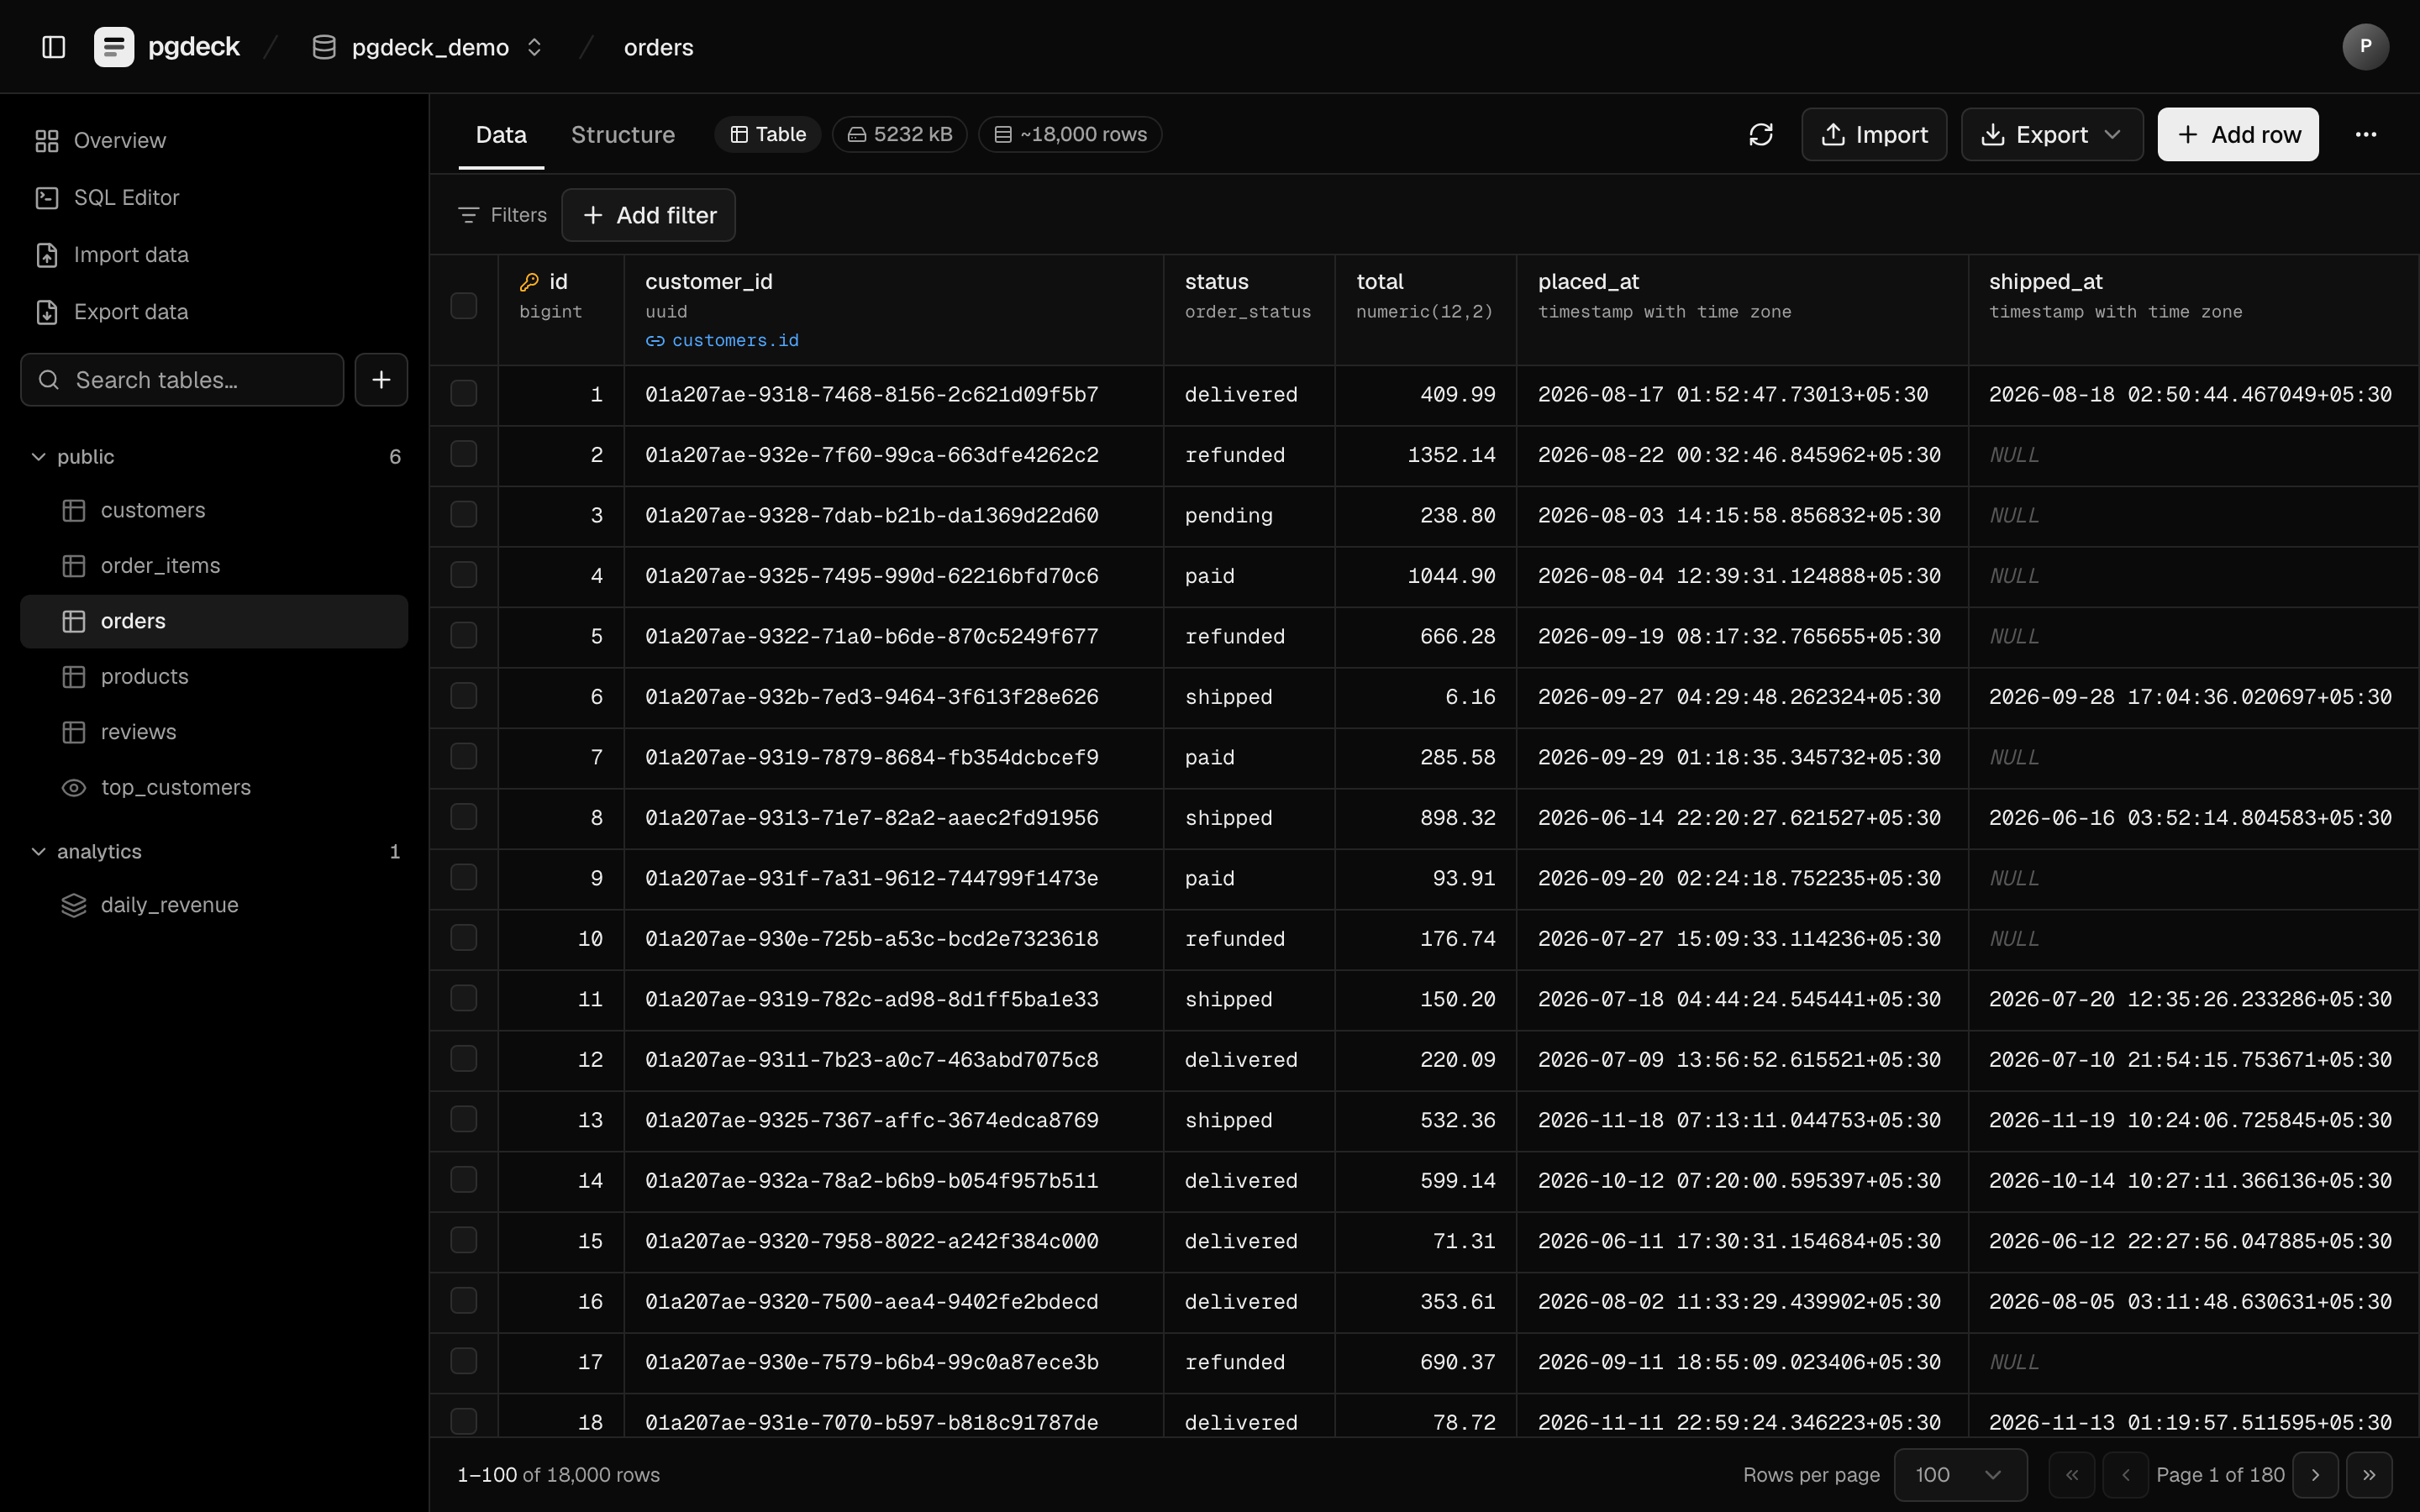 pgdeck / pgdeck_demo / orders P
Overview
SQL Editor
Import data
Export data
Search tables...
public 6
customers
order_items
orders
products
reviews
top_customers
analytics 1
daily_revenue
Data Structure Table 5232 kB ~18,000 rows Import Export Add row
Filters Add filter
id customer_id status total placed_at shipped_at
bigint uuid order_status numeric(12,2) timestamp with time zone timestamp with time zone
customers.id
1 01a207ae-9318-7468-8156-2c621d09f5b7 delivered 409.99 2026-08-17 01:52:47.73013+05:30 2026-08-18 02:50:44.467049+05:30
2 01a207ae-932e-7f60-99ca-663dfe4262c2 refunded 1352.14 2026-08-22 00:32:46.845962+05:30 NULL
3 01a207ae-9328-7dab-b21b-da1369d22d60 pending 238.80 2026-08-03 14:15:58.856832+05:30 NULL
4 01a207ae-9325-7495-990d-62216bfd70c6 paid 1044.90 2026-08-04 12:39:31.124888+05:30 NULL
5 01a207ae-9322-71a0-b6de-870c5249f677 refunded 666.28 2026-09-19 08:17:32.765655+05:30 NULL
6 01a207ae-932b-7ed3-9464-3f613f28e626 shipped 6.16 2026-09-27 04:29:48.262324+05:30 2026-09-28 17:04:36.020697+05:30
7 01a207ae-9319-7879-8684-fb354dcbcef9 paid 285.58 2026-09-29 01:18:35.345732+05:30 NULL
8 01a207ae-9313-71e7-82a2-aaec2fd91956 shipped 898.32 2026-06-14 22:20:27.621527+05:30 2026-06-16 03:52:14.804583+05:30
9 01a207ae-931f-7a31-9612-744799f1473e paid 93.91 2026-09-20 02:24:18.752235+05:30 NULL
10 01a207ae-930e-725b-a53c-bcd2e7323618 refunded 176.74 2026-07-27 15:09:33.114236+05:30 NULL
11 01a207ae-9319-782c-ad98-8d1ff5ba1e33 shipped 150.20 2026-07-18 04:44:24.545441+05:30 2026-07-20 12:35:26.233286+05:30
12 01a207ae-9311-7b23-a0c7-463abd7075c8 delivered 220.09 2026-07-09 13:56:52.615521+05:30 2026-07-10 21:54:15.753671+05:30
13 01a207ae-9325-7367-affc-3674edca8769 shipped 532.36 2026-11-18 07:13:11.044753+05:30 2026-11-19 10:24:06.725845+05:30
14 01a207ae-932a-78a2-b6b9-b054f957b511 delivered 599.14 2026-10-12 07:20:00.595397+05:30 2026-10-14 10:27:11.366136+05:30
15 01a207ae-9320-7958-8022-a242f384c000 delivered 71.31 2026-06-11 17:30:31.154684+05:30 2026-06-12 22:27:56.047885+05:30
16 01a207ae-9320-7500-aea4-9402fe2bdecd delivered 353.61 2026-08-02 11:33:29.439902+05:30 2026-08-05 03:11:48.630631+05:30
17 01a207ae-930e-7579-b6b4-99c0a87ece3b refunded 690.37 2026-09-11 18:55:09.023406+05:30 NULL
18 01a207ae-931e-7070-b597-b818c91787de delivered 78.72 2026-11-11 22:59:24.346223+05:30 2026-11-13 01:19:57.511595+05:30
1–100 of 18,000 rows Rows per page 100 Page 1 of 180